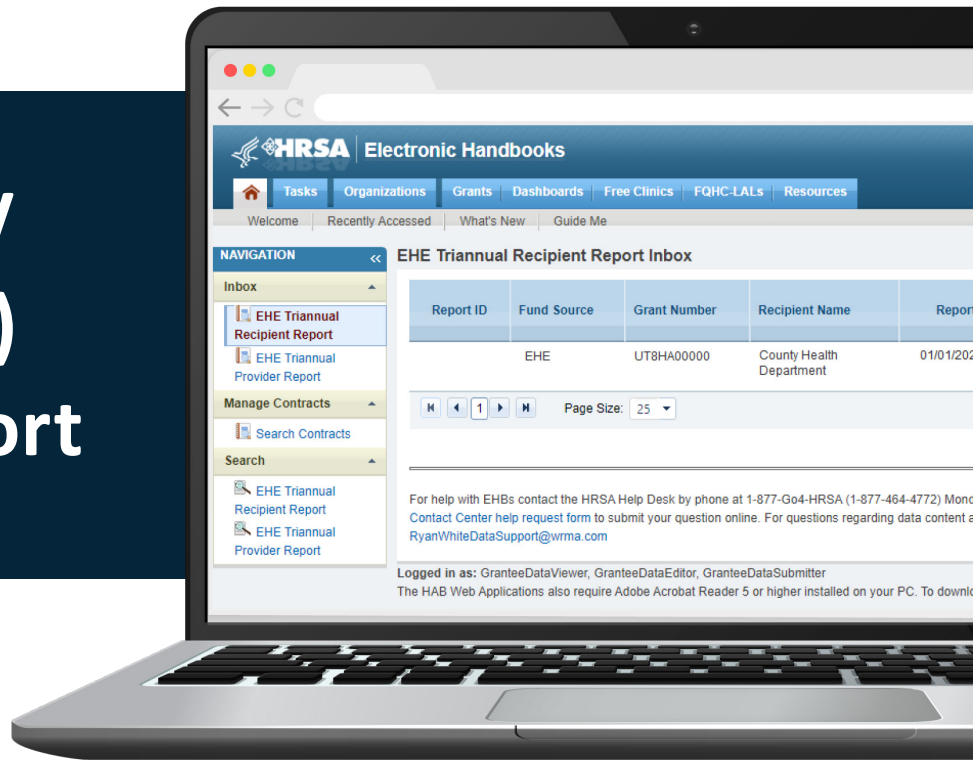 )
HRSA Electronic Handbooks
Tasks Organizations Grants Dashboards Free Clinics FQHC-LALs Resources
Welcome Recently Accessed What's New Guide Me
NAVIGATION
Inbox
EHE Triannual
Recipient Report
EHE Triannual
Provider Report
Manage Contracts
Search Contracts
Search
EHE Triannual
Recipient Report
EHE Triannual
Provider Report
EHE Triannual Recipient Report Inbox
Report ID Fund Source Grant Number Recipient Name Report
EHE UT8HA00000 County Health 01/01/202
Department
1 Page Size: 25
For help with EHBs contact the HRSA Help Desk by phone at 1-877-Go4-HRSA (1-877-464-4772) Mond
Contact Center help request form to submit your question online. For questions regarding data content a
RyanWhiteDataSupport@wrma.com
Logged in as: GranteeDataViewer, GranteeDataEditor, GranteeDataSubmitter
The HAB Web Applications also require Adobe Acrobat Reader 5 or higher installed on your PC. To downlo
ort